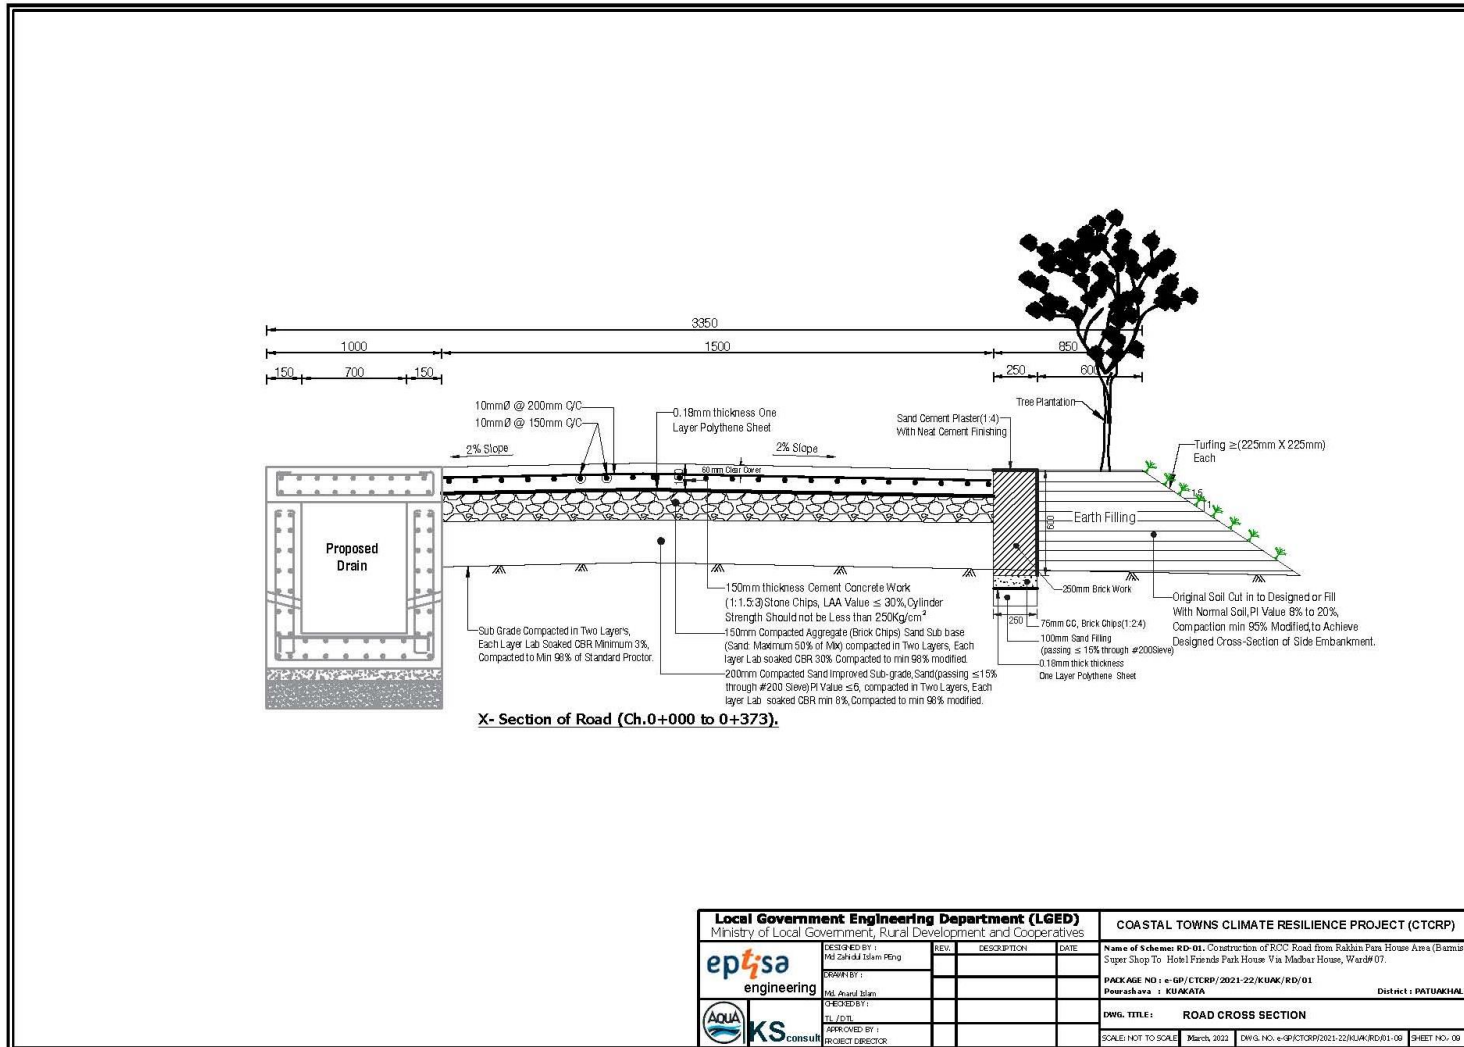 3350
1000
1500
850
150
700
150
250
600
10mmØ @ 200mm C/C
10mmØ @ 150mm C/C
0.18mm thickness One
Layer Polythene Sheet
2% Slope
2% Slope
60 mm Clear Cover
Sand Cement Plaster(1:4)
With Neat Cement Finishing
Tree Plantation
Turfing ≥(225mm X 225mm)
Each
Earth Filling
600
Proposed
Drain
Sub Grade Compacted in Two Layers,
Each Layer Lab Soaked CBR Minimum 3%,
Compacted to Min 98% of Standard Proctor.
150mm thickness Cement Concrete Work
(1:1.5:3)Stone Chips, LAA Value ≤ 30%,Cylinder
Strength Should not be Less than 250Kg/cm²
150mm Compacted Aggregate (Brick Chips) Sand Sub base
(Sand: Maximum 50% of Mix) compacted in Two Layers, Each
layer Lab soaked CBR 30% Compacted to min 98% modified.
200mm Compacted Sand Improved Sub-grade, Sand(passing ≤15%
through #200 Sieve)PI Value ≤6, compacted in Two Layers, Each
layer Lab soaked CBR min 8%, Compacted to min 98% modified.
250mm Brick Work
250
75mm CC, Brick Chips(1:2:4)
100mm Sand Filling
(passing ≤ 15% through #200Sieve)
0.18mm thick thickness
One Layer Polythene Sheet
Original Soil Cut in to Designed or Fill
With Normal Soil,PI Value 8% to 20%,
Compaction min 95% Modified,to Achieve
Designed Cross-Section of Side Embankment.
X- Section of Road (Ch.0+000 to 0+373).
Local Government Engineering Department (LGED)
Ministry of Local Government, Rural Development and Cooperatives
eptisa
engineering
AQUA
KS consult
DESIGNED BY :
Md Zahidul Islam PEng
DRAWN BY :
Md. Anarul Islam
CHECKED BY :
TL / DTL
APPROVED BY :
PROJECT DIRECTOR
REV. DESCRIPTION DATE
COASTAL TOWNS CLIMATE RESILIENCE PROJECT (CTCRP)
Name of Scheme: RD-01. Construction of RCC Road from Rakhin Para House Area (Barmis
Super Shop To Hotel Friends Park House Via Madbar House, Ward#07.
PACKAGE NO : e-GP/CTCRP/2021-22/KUAK/RD/01
Pourashava : KUAKATA District : PATUAKHAL
DWG. TITLE : ROAD CROSS SECTION
SCALE: NOT TO SCALE March, 2022 DWG. NO. e-GP/CTCRP/2021-22/KUAK/RD/01-09 SHEET NO.- 09